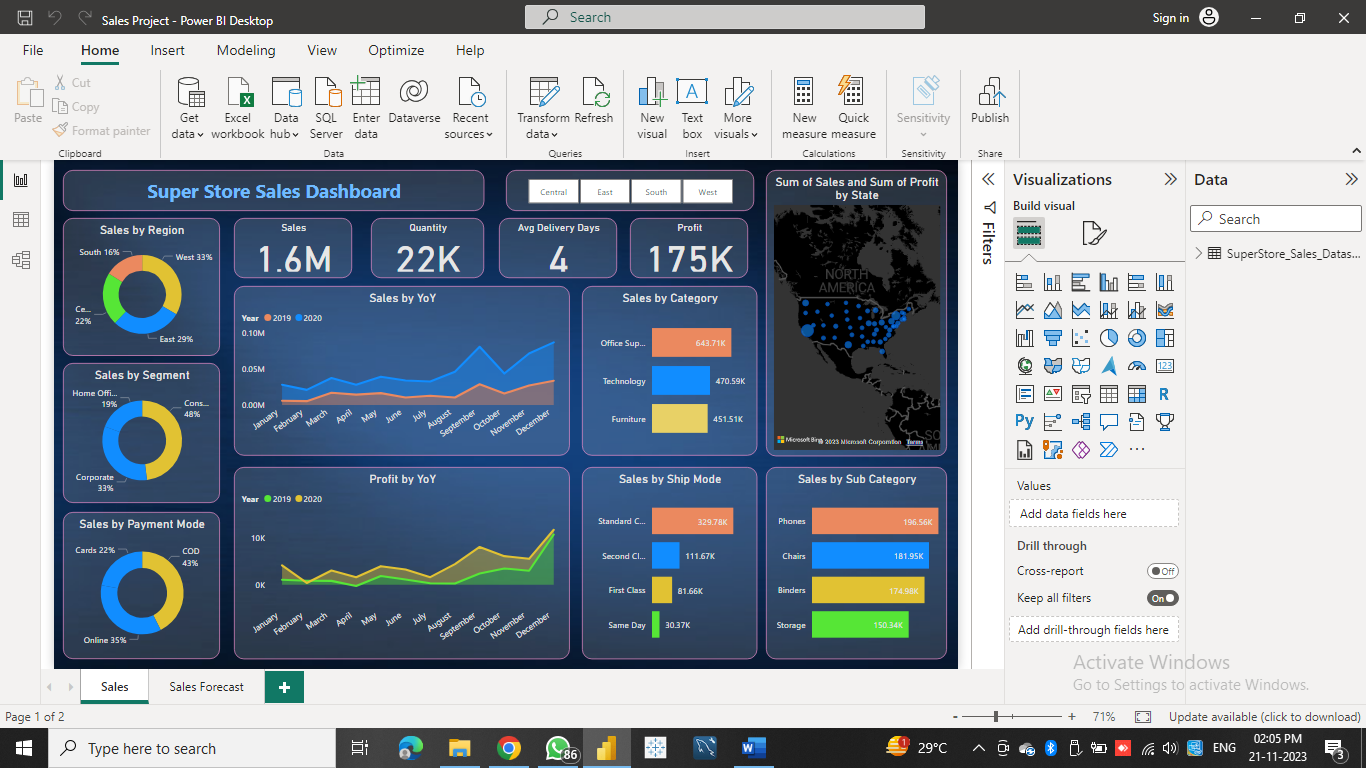 Sales Project - Power BI Desktop
Search
Sign in
File Home Insert Modeling View Optimize Help
Paste
Cut
Copy
Format painter
Clipboard
Get data
Excel workbook
Data hub
SQL Server
Enter data
Dataverse
Recent sources
Data
Transform data
Refresh
Queries
New visual
Text box
More visuals
Insert
New measure
Quick measure
Calculations
Sensitivity
Sensitivity
Publish
Share
Super Store Sales Dashboard
Central East South West
Sales by Region
South 16%
West 33%
Ce...
22%
East 29%
Sales
1.6M
Quantity
22K
Avg Delivery Days
4
Profit
175K
Sum of Sales and Sum of Profit
by State
NORTH
AMERICA
Microsoft Bing
© 2023 Microsoft Corporation Terms
Sales by Segment
Home Offi...
19%
Cons...
48%
Corporate
33%
Sales by YoY
Year 2019 2020
0.10M
0.05M
0.00M
January February March April May June July August September October November December
Sales by Category
Office Sup... 643.71K
Technology 470.59K
Furniture 451.51K
Sales by Payment Mode
Cards 22%
COD
43%
Online 35%
Profit by YoY
Year 2019 2020
10K
0K
January February March April May June July August September October November December
Sales by Ship Mode
Standard C... 329.78K
Second Cl... 111.67K
First Class 81.66K
Same Day 30.37K
Sales by Sub Category
Phones 196.56K
Chairs 181.95K
Binders 174.98K
Storage 150.34K
Filters
Visualizations
Build visual
123
R
Py
Values
Add data fields here
Drill through
Cross-report Off
Keep all filters On
Add drill-through fields here
Data
Search
SuperStore_Sales_Datas...
Activate Windows
Go to Settings to activate Windows.
Sales
Sales Forecast
Page 1 of 2
71%
Update available (click to download)
Type here to search
86
1
29°C
ENG
02:05 PM
21-11-2023
3